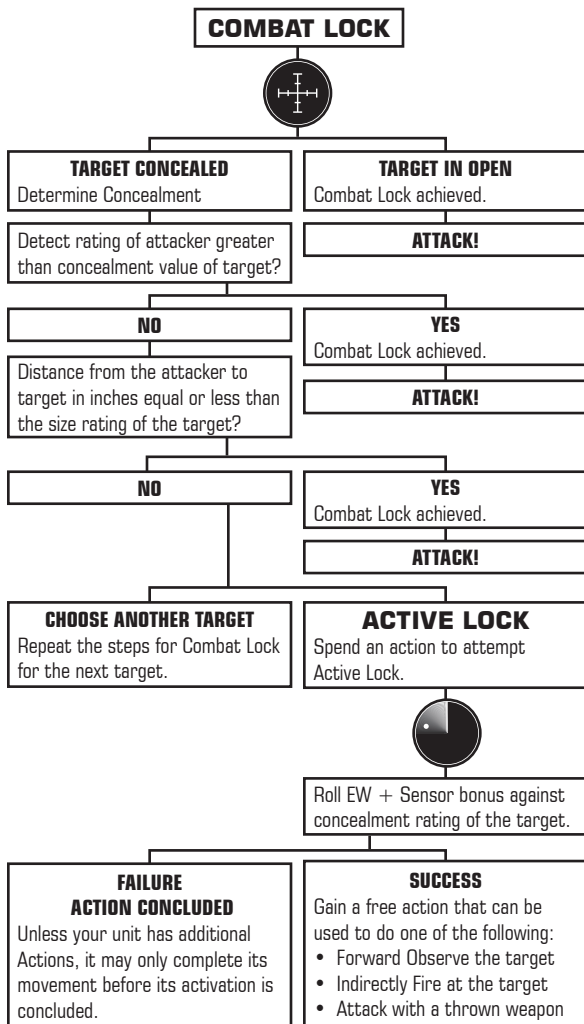 COMBAT LOCK
TARGET CONCEALED
Determine Concealment
TARGET IN OPEN
Combat Lock achieved.
Detect rating of attacker greater
than concealment value of target?
ATTACK!
NO
YES
Combat Lock achieved.
Distance from the attacker to
target in inches equal or less than
the size rating of the target?
ATTACK!
NO
YES
Combat Lock achieved.
ATTACK!
CHOOSE ANOTHER TARGET
Repeat the steps for Combat Lock
for the next target.
ACTIVE LOCK
Spend an action to attempt
Active Lock.
Roll EW + Sensor bonus against
concealment rating of the target.
FAILURE
ACTION CONCLUDED
Unless your unit has additional
Actions, it may only complete its
movement before its activation is
concluded.
SUCCESS
Gain a free action that can be
used to do one of the following:
• Forward Observe the target
• Indirectly Fire at the target
• Attack with a thrown weapon